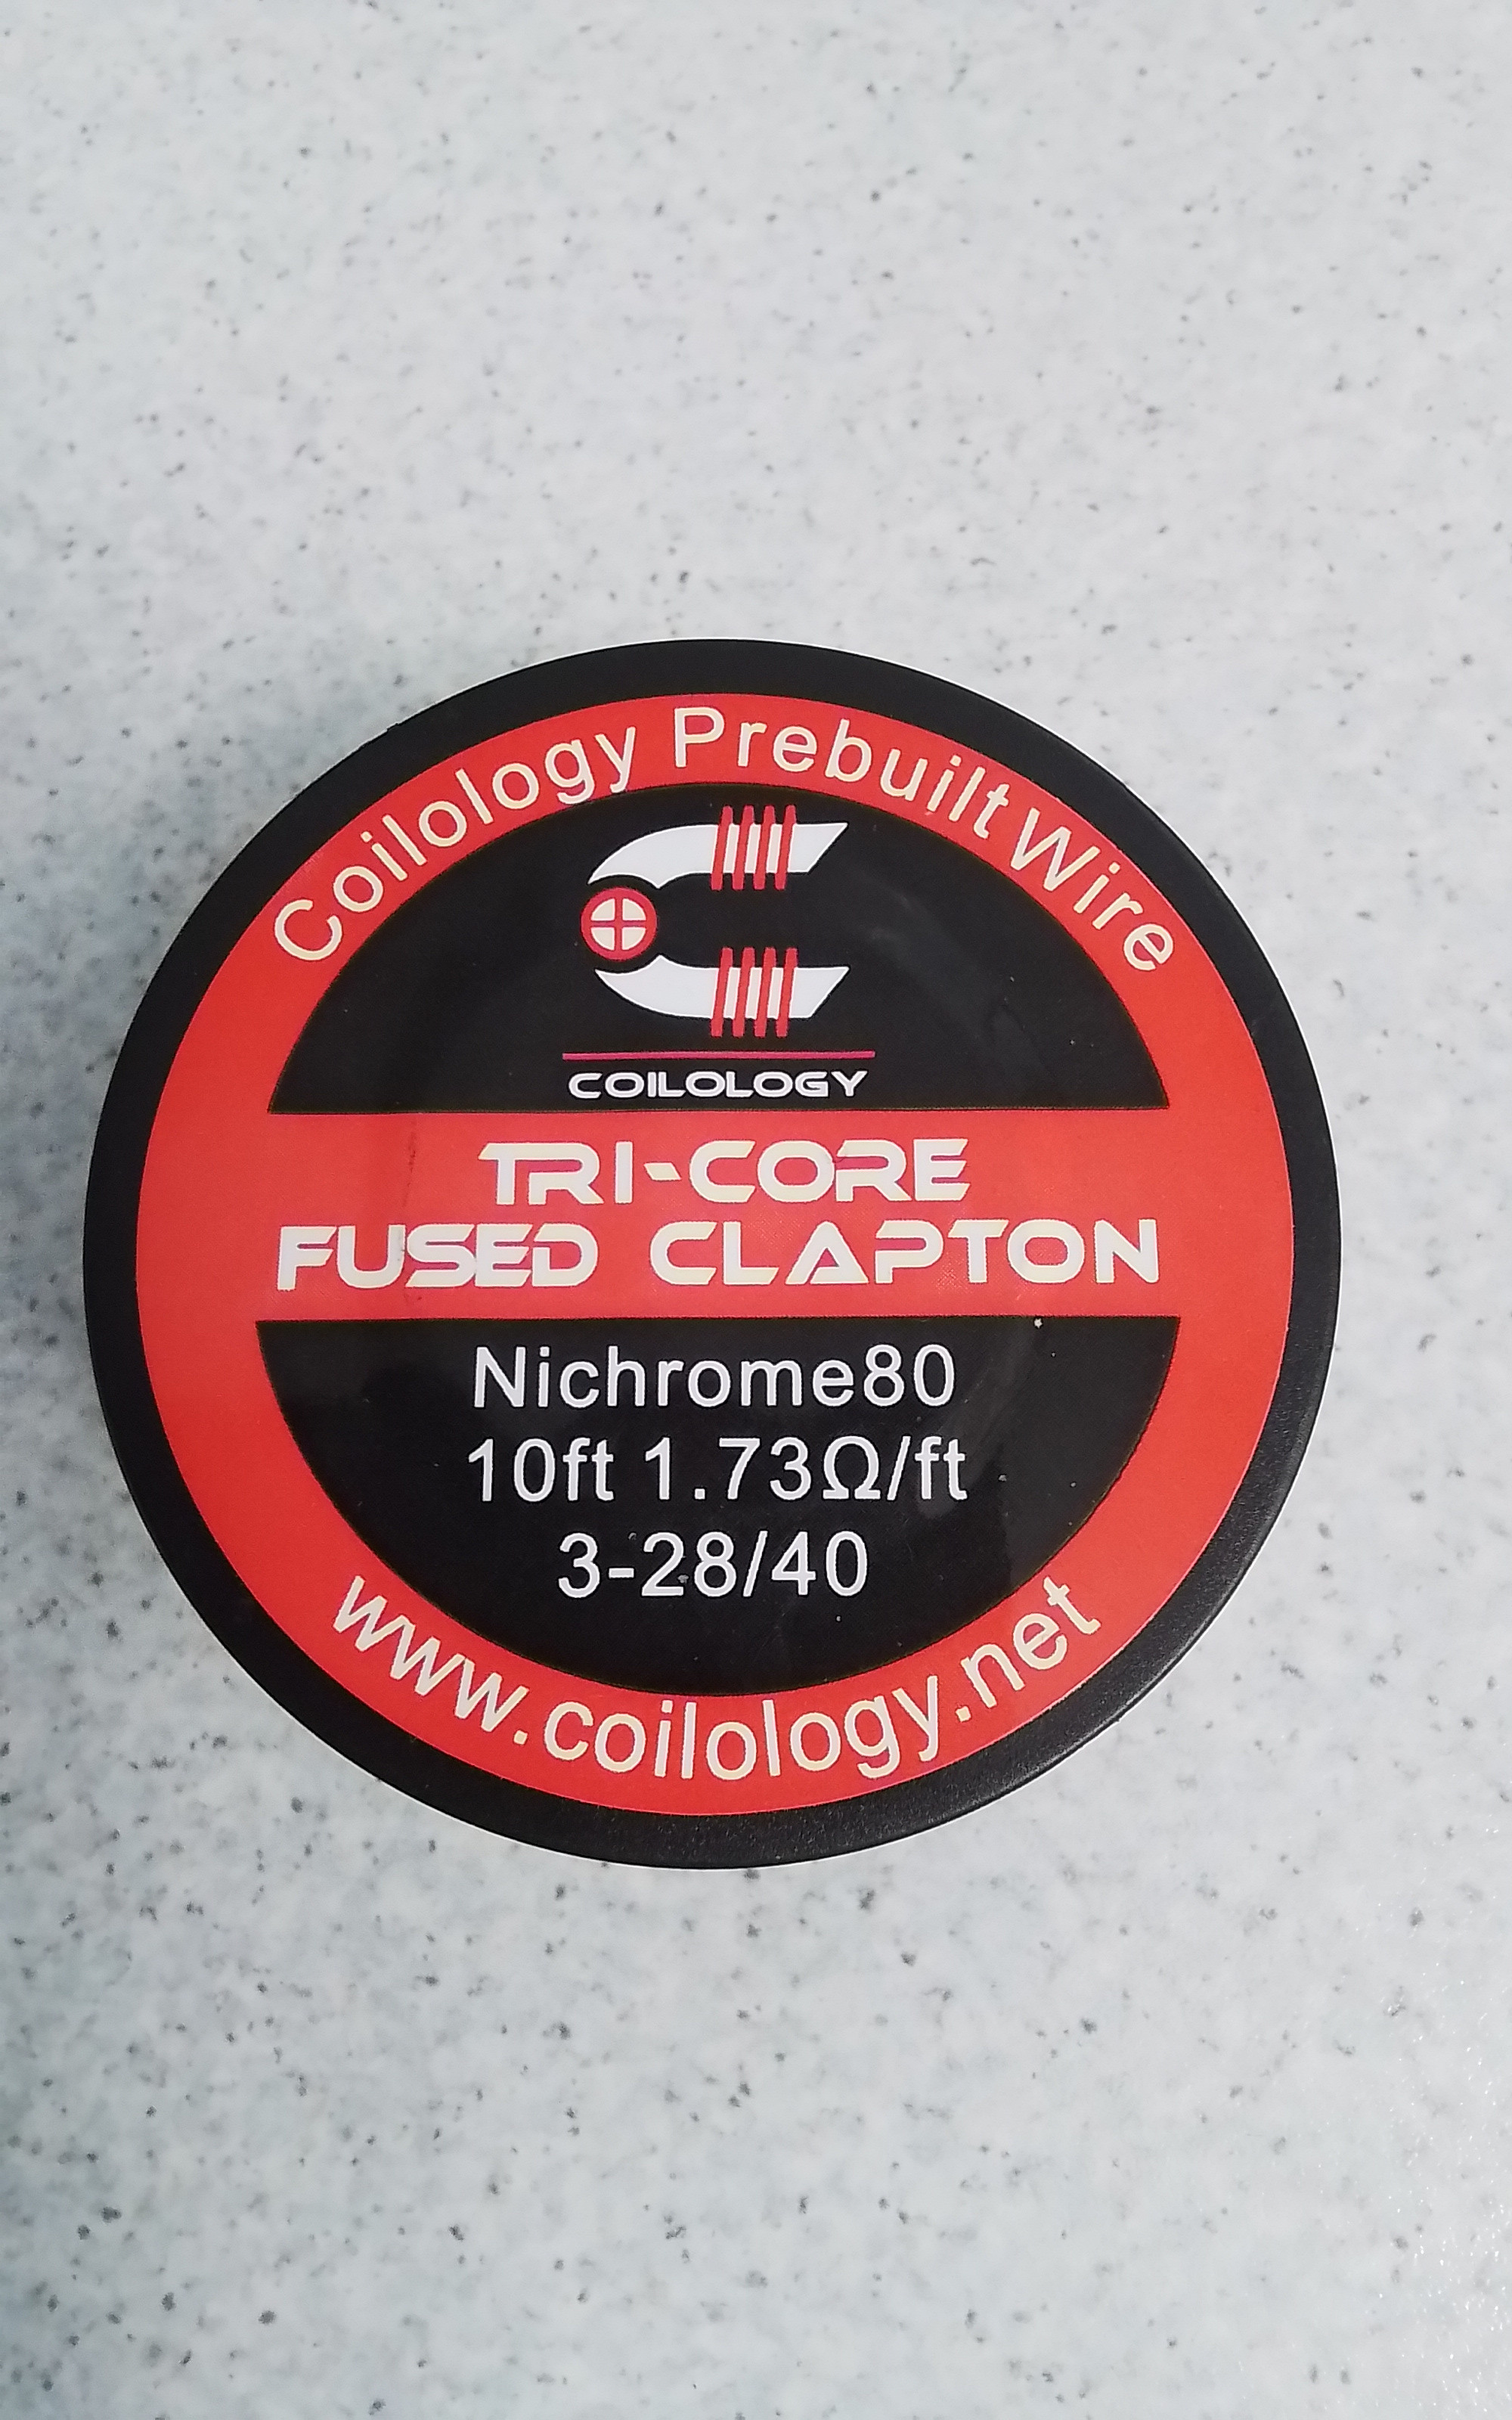 Coilology Prebuilt Wire
COILOLOGY
TRI-CORE
FUSED CLAPTON
Nichrome80
10ft 1.73Ω/ft
3-28/40
www.coilology.net